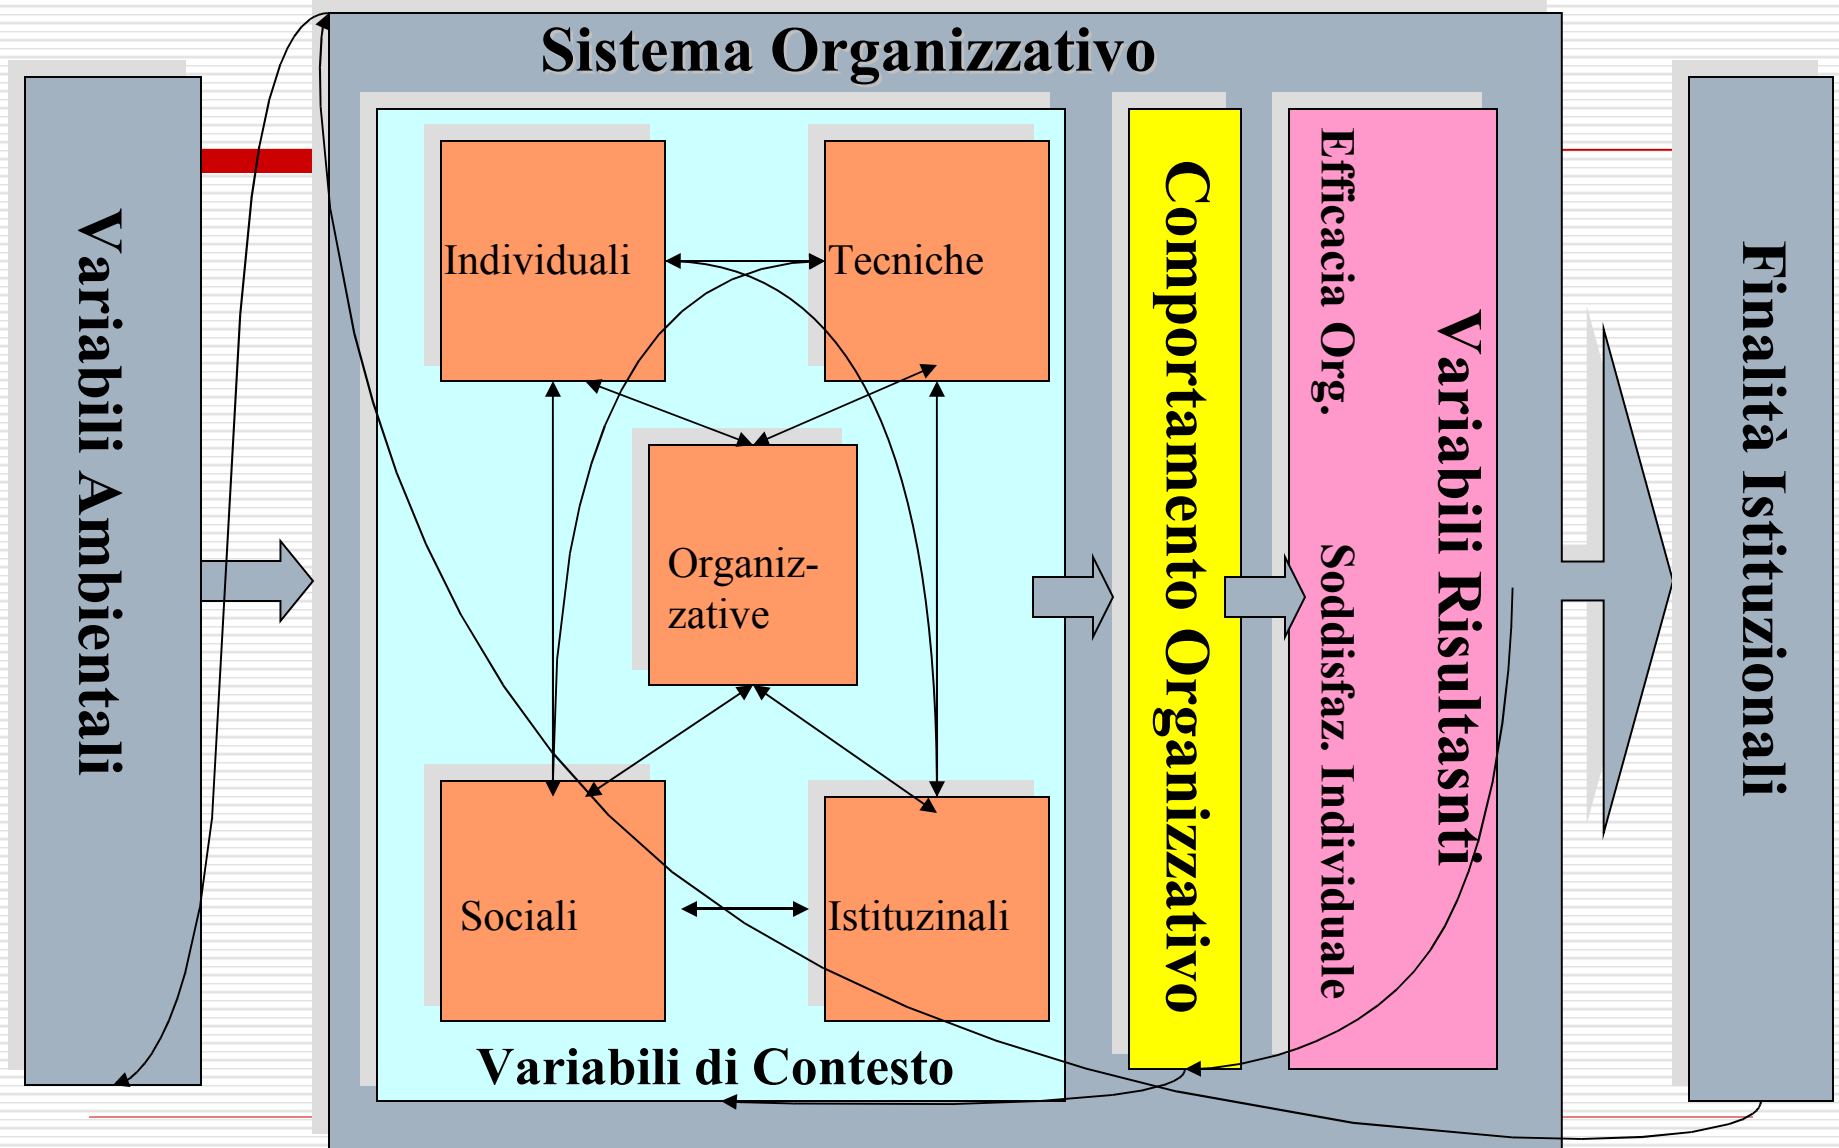 Sistema Organizzativo
Variabili Ambientali
Individuali
Tecniche
Organiz-
zative
Sociali
Istituzinali
Variabili di Contesto
Comportamento Organizzativo
Variabili Risultasnti
Efficacia Org. Soddisfaz. Individuale
Finalità Istituzionali